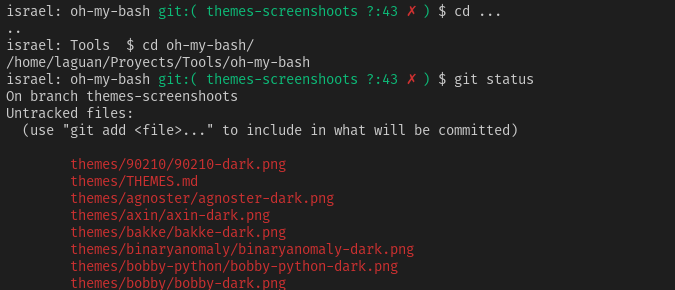 israel: oh-my-bash git:( themes-screenshoots ?:43 ✗ ) $ cd ...
..
israel: Tools  $ cd oh-my-bash/
/home/laguan/Proyects/Tools/oh-my-bash
israel: oh-my-bash git:( themes-screenshoots ?:43 ✗ ) $ git status
On branch themes-screenshoots
Untracked files:
  (use "git add <file>..." to include in what will be committed)
        themes/90210/90210-dark.png
        themes/THEMES.md
        themes/agnoster/agnoster-dark.png
        themes/axin/axin-dark.png
        themes/bakke/bakke-dark.png
        themes/binaryanomaly/binaryanomaly-dark.png
        themes/bobby-python/bobby-python-dark.png
        themes/bobby/bobby-dark.png